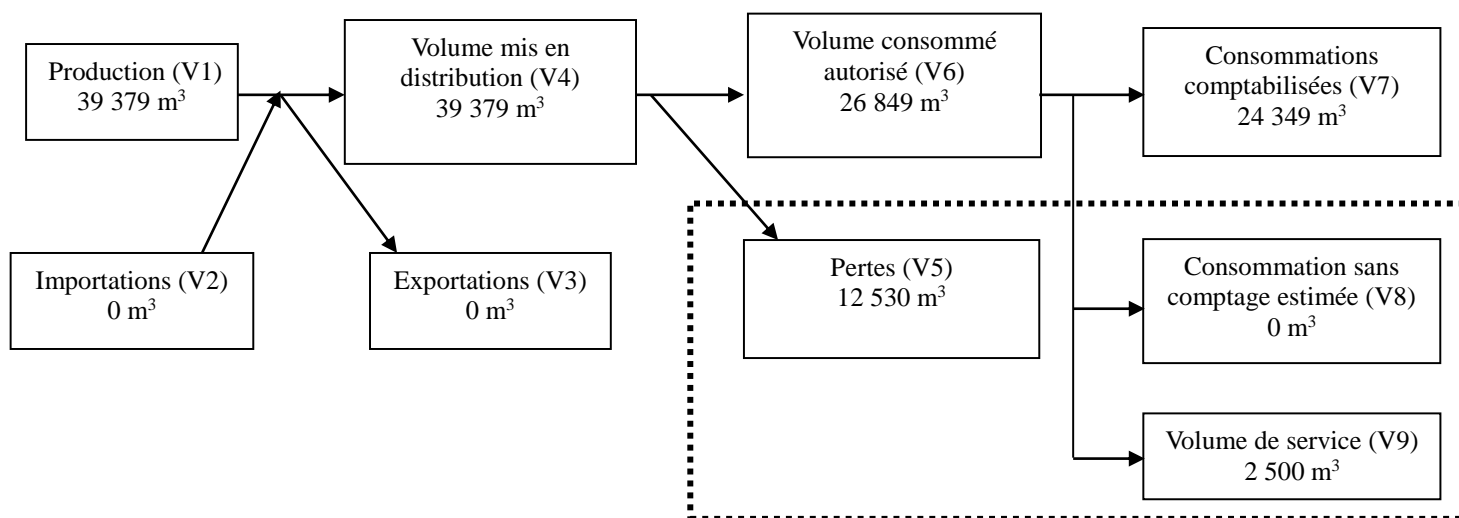 Production (V1)
39 379 m³
Volume mis en
distribution (V4)
39 379 m³
Volume consommé
autorisé (V6)
26 849 m³
Consommations
comptabilisées (V7)
24 349 m³
Importations (V2)
0 m³
Exportations (V3)
0 m³
Pertes (V5)
12 530 m³
Consommation sans
comptage estimée (V8)
0 m³
Volume de service (V9)
2 500 m³